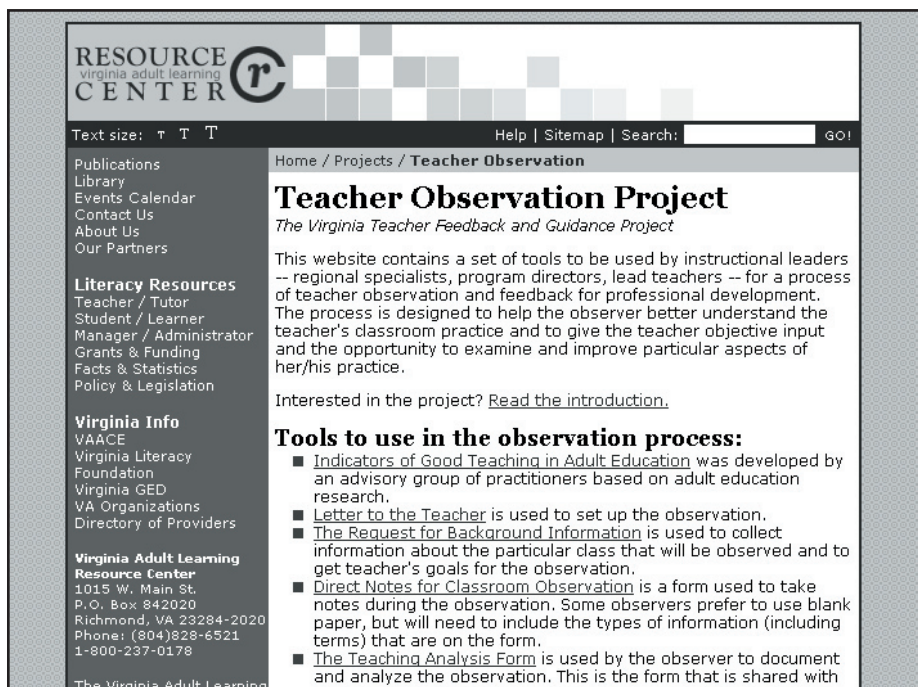 RESOURCE
virginia adult learning
CENTER
r
Text size: T T T
Help | Sitemap | Search: GO!
Publications
Library
Events Calendar
Contact Us
About Us
Our Partners
Literacy Resources
Teacher / Tutor
Student / Learner
Manager / Administrator
Grants & Funding
Facts & Statistics
Policy & Legislation
Virginia Info
VAACE
Virginia Literacy
Foundation
Virginia GED
VA Organizations
Directory of Providers
Virginia Adult Learning
Resource Center
1015 W. Main St.
P.O. Box 842020
Richmond, VA 23284-2020
Phone: (804)828-6521
1-800-237-0178
The Virginia Adult Learning
Home / Projects / Teacher Observation
Teacher Observation Project
The Virginia Teacher Feedback and Guidance Project
This website contains a set of tools to be used by instructional leaders
-- regional specialists, program directors, lead teachers -- for a process
of teacher observation and feedback for professional development.
The process is designed to help the observer better understand the
teacher's classroom practice and to give the teacher objective input
and the opportunity to examine and improve particular aspects of
her/his practice.
Interested in the project? Read the introduction.
Tools to use in the observation process:
■ Indicators of Good Teaching in Adult Education was developed by
an advisory group of practitioners based on adult education
research.
■ Letter to the Teacher is used to set up the observation.
■ The Request for Background Information is used to collect
information about the particular class that will be observed and to
get teacher's goals for the observation.
■ Direct Notes for Classroom Observation is a form used to take
notes during the observation. Some observers prefer to use blank
paper, but will need to include the types of information (including
terms) that are on the form.
■ The Teaching Analysis Form is used by the observer to document
and analyze the observation. This is the form that is shared with